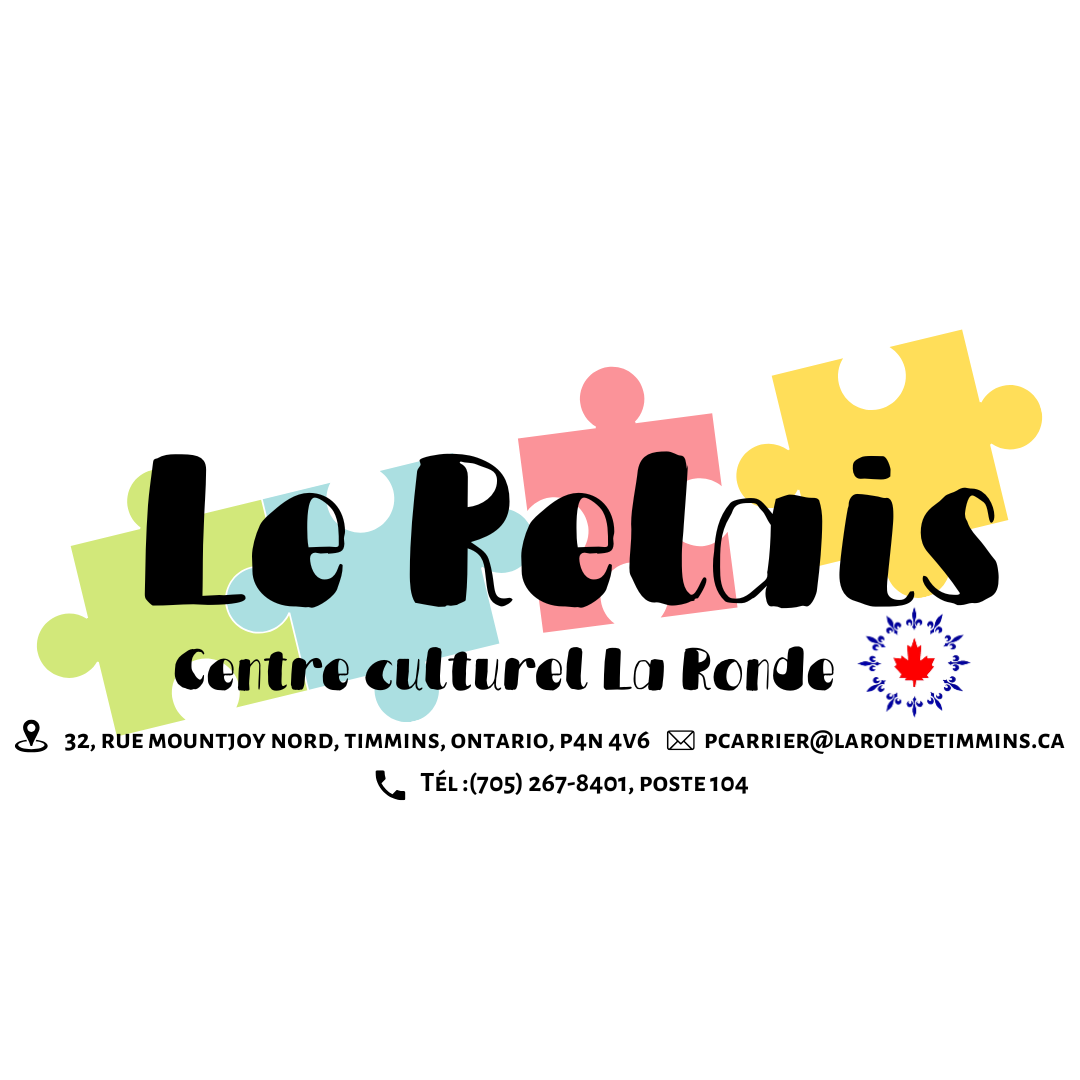 Le Relais
Centre culturel La Ronde
32, rue mountjoy nord, timmins, ontario, p4n 4v6 pcarrier@larondetimmins.ca
Tél :(705) 267-8401, poste 104